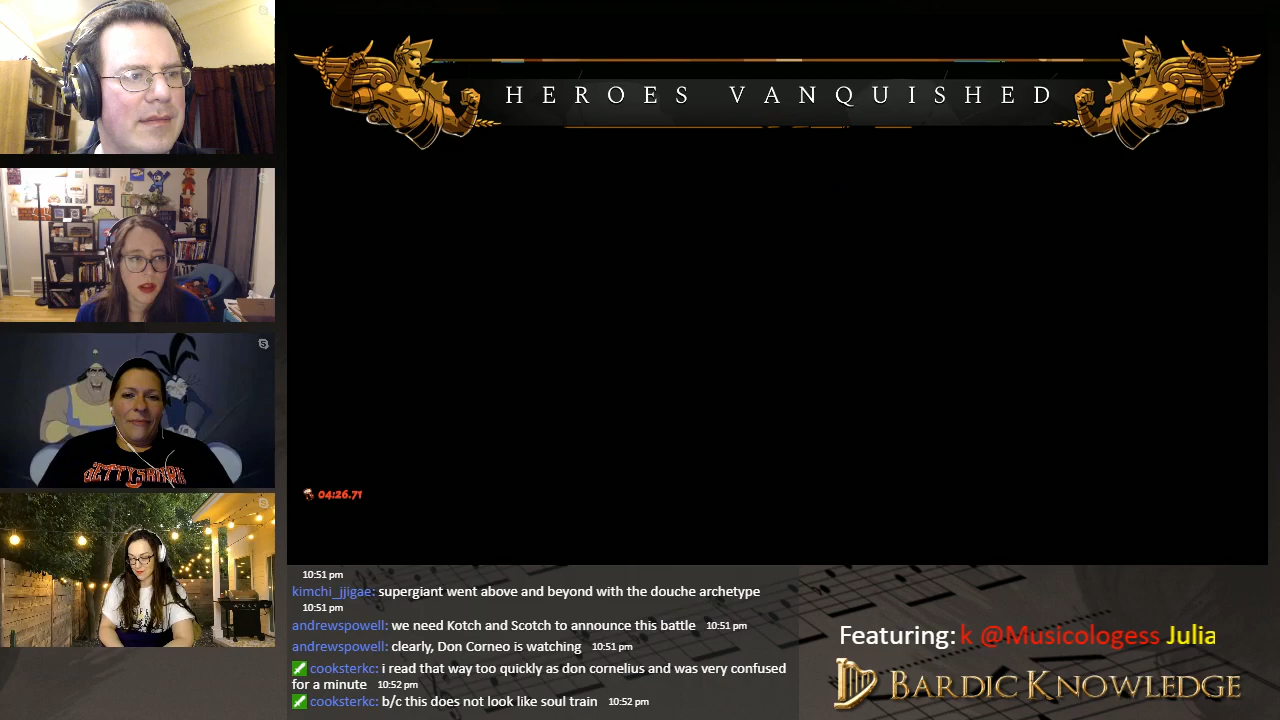 HEROES VANQUISHED
GETTYSBURG
04:26.71
10:51 pm
kimchi_jjigae: supergiant went above and beyond with the douche archetype
10:51 pm
andrewspowell: we need Kotch and Scotch to announce this battle 10:51 pm
andrewspowell: clearly, Don Corneo is watching 10:51 pm
cooksterkc: i read that way too quickly as don cornelius and was very confused
for a minute 10:52 pm
cooksterkc: b/c this does not look like soul train 10:52 pm
Featuring: k @Musicologess Julia
BARDIC KNOWLEDGE